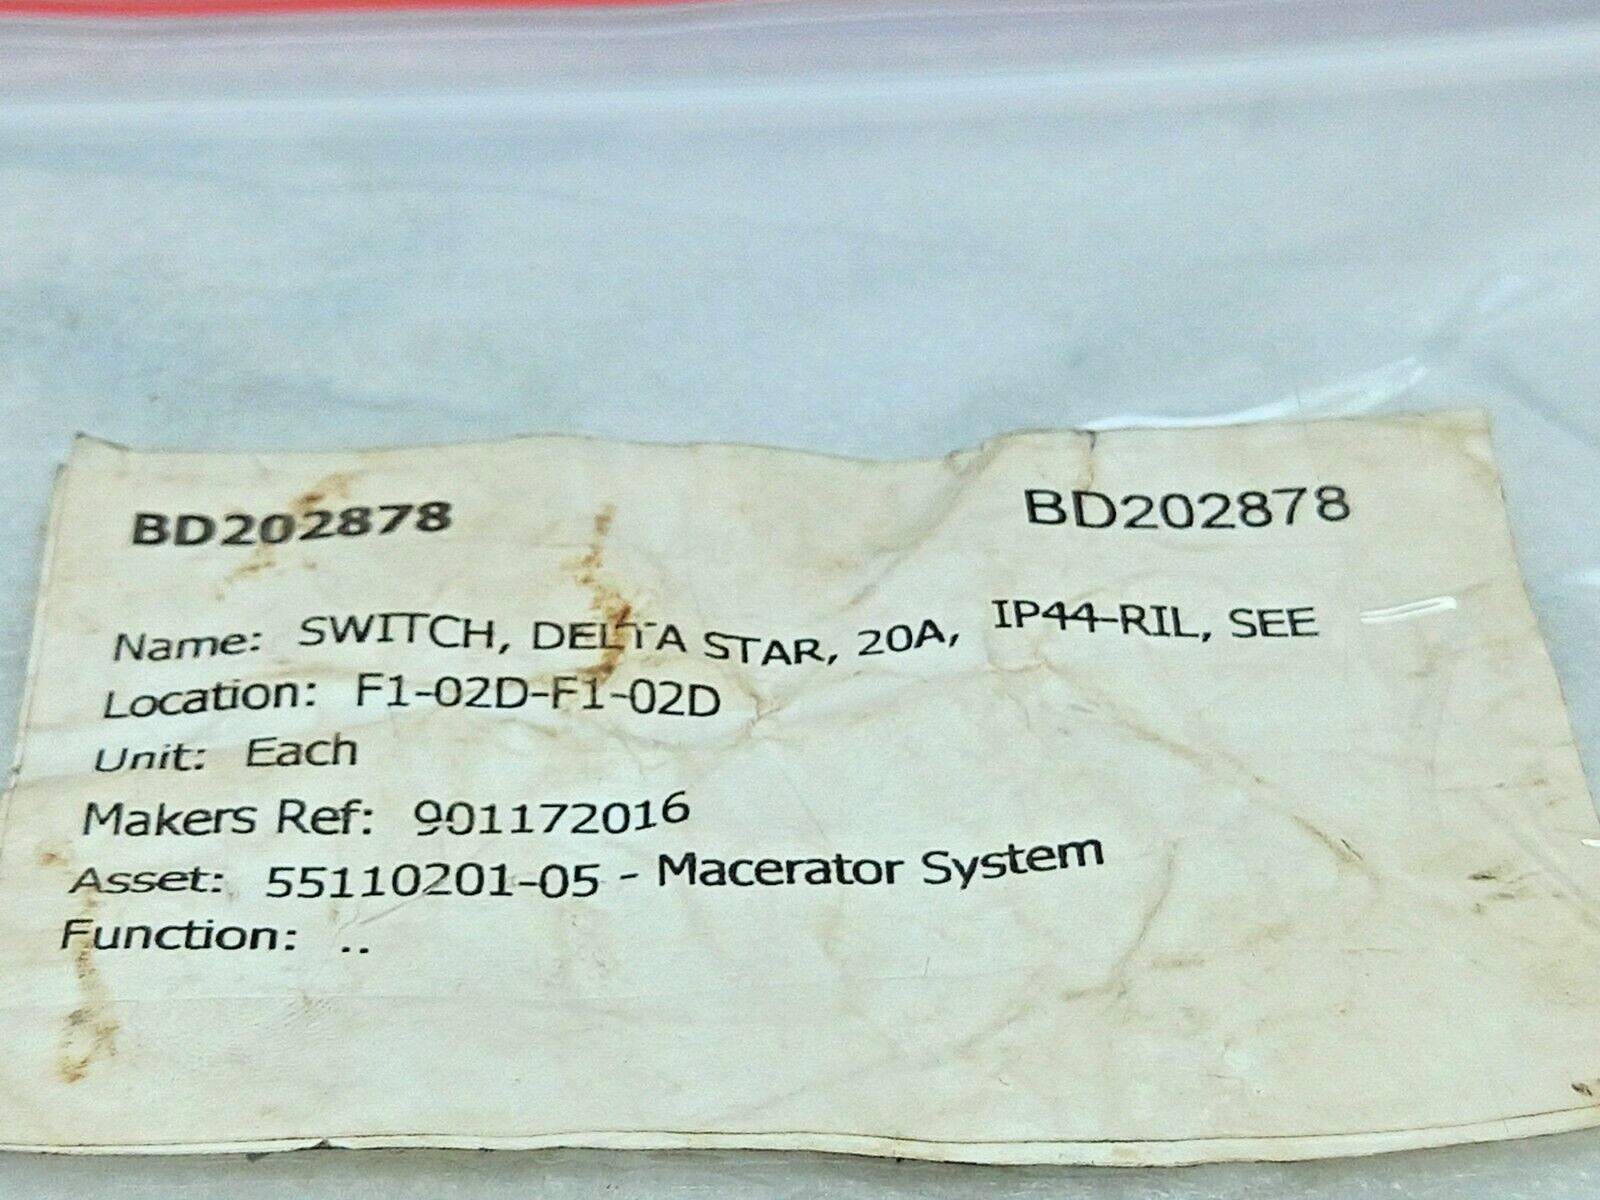 BD202878 BD202878
Name: SWITCH, DELTA STAR, 20A, IP44-RIL, SEE
Location: F1-02D-F1-02D
Unit: Each
Makers Ref: 901172016
Asset: 55110201-05 - Macerator System
Function: ..